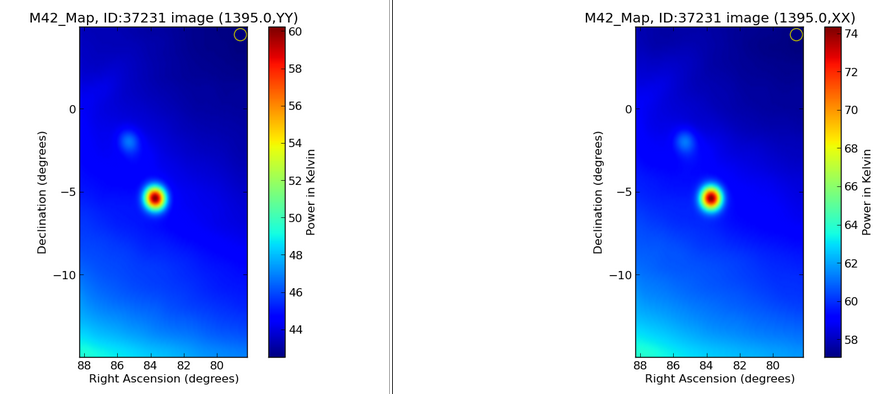 M42_Map, ID:37231 image (1395.0,YY)
60
58
56
54
52
50
48
46
44
Power in Kelvin
0
−5
−10
Declination (degrees)
88 86 84 82 80
Right Ascension (degrees)
M42_Map, ID:37231 image (1395.0,XX)
74
72
70
68
66
64
62
60
58
Power in Kelvin
0
−5
−10
Declination (degrees)
88 86 84 82 80
Right Ascension (degrees)